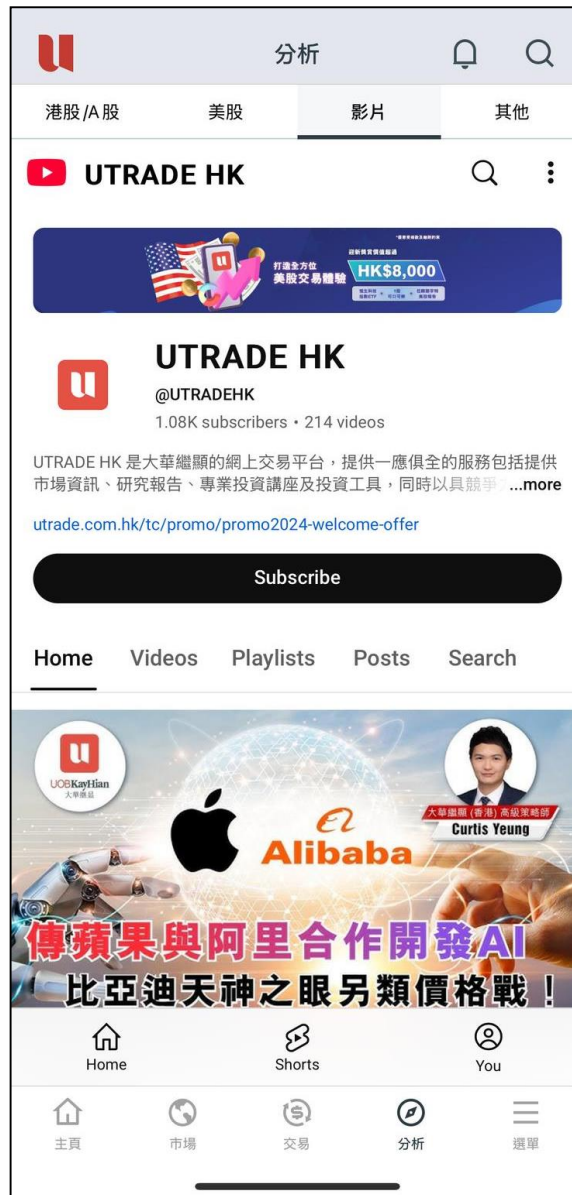 分析
港股/A股
美股
影片
其他
UTRADE HK
打造全方位
美股交易體驗
迎新獎賞價值超過
HK$8,000
UTRADE HK
@UTRADEHK
1.08K subscribers • 214 videos
UTRADE HK 是大華繼顯的網上交易平台，提供一應俱全的服務包括提供
市場資訊、研究報告、專業投資講座及投資工具，同時以具競爭 ...more
utrade.com.hk/tc/promo/promo2024-welcome-offer
Subscribe
Home Videos Playlists Posts Search
UOBKayHian
大華繼顯
Alibaba
大華繼顯 (香港) 高級策略師
Curtis Yeung
傳蘋果與阿里合作開發AI
比亞迪天神之眼另類價格戰！
Home
Shorts
You
主頁
市場
交易
分析
選單